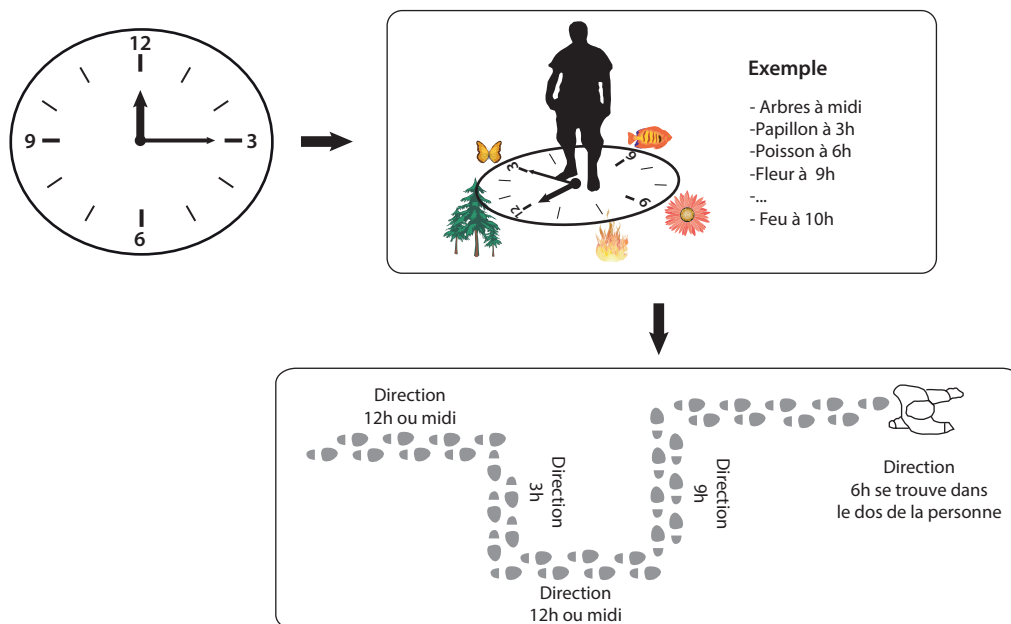 12
9
3
6
Exemple
- Arbres à midi
-Papillon à 3h
-Poisson à 6h
-Fleur à 9h
-...
- Feu à 10h
3
6
12
9
Direction
12h ou midi
Direction
3h
Direction
12h ou midi
Direction
9h
Direction
6h se trouve dans
le dos de la personne